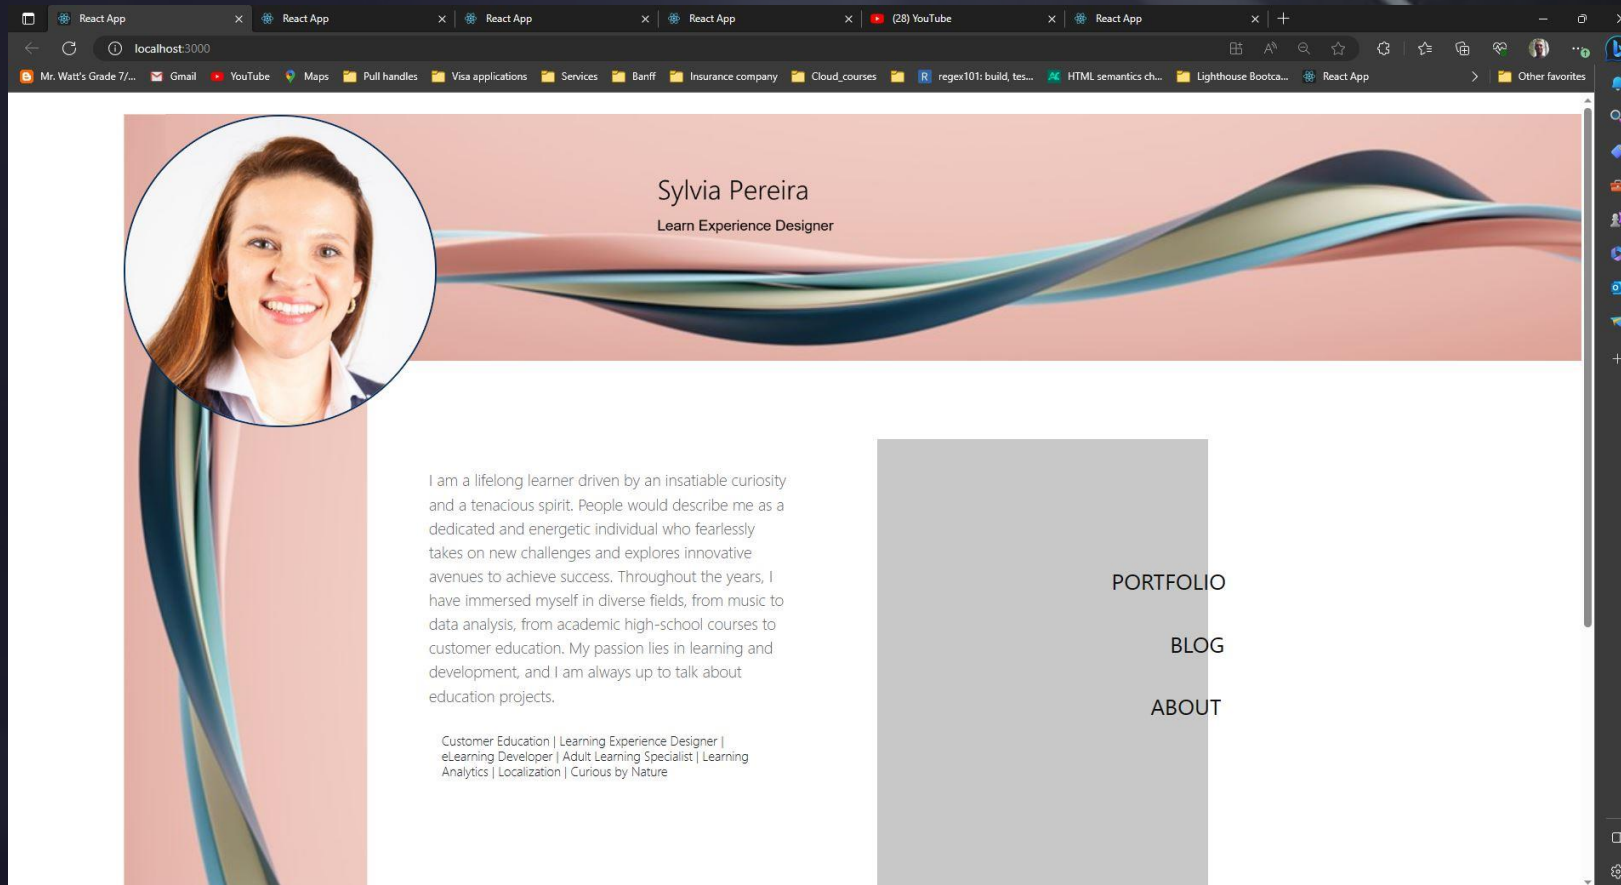 React App
React App
React App
React App
(28) YouTube
React App
localhost:3000
Mr. Watt's Grade 7/...
Gmail
YouTube
Maps
Pull handles
Visa applications
Services
Banff
Insurance company
Cloud_courses
regex101: build, tes...
HTML semantics ch...
Lighthouse Bootca...
React App
Other favorites
Sylvia Pereira
Learn Experience Designer
I am a lifelong learner driven by an insatiable curiosity
and a tenacious spirit. People would describe me as a
dedicated and energetic individual who fearlessly
takes on new challenges and explores innovative
avenues to achieve success. Throughout the years, I
have immersed myself in diverse fields, from music to
data analysis, from academic high-school courses to
customer education. My passion lies in learning and
development, and I am always up to talk about
education projects.
Customer Education | Learning Experience Designer |
eLearning Developer | Adult Learning Specialist | Learning
Analytics | Localization | Curious by Nature
PORTFOLIO
BLOG
ABOUT